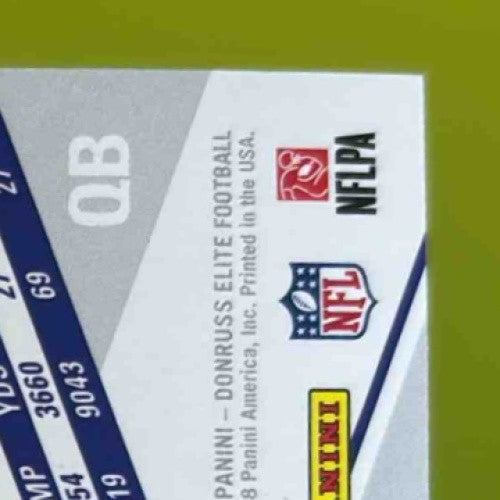 QB
27
27
69
YDS
3660
9043
MP
54
19
PANINI – DONRUSS ELITE FOOTBALL
8 Panini America, Inc. Printed in the USA.
NFLPA
NFL
PANINI